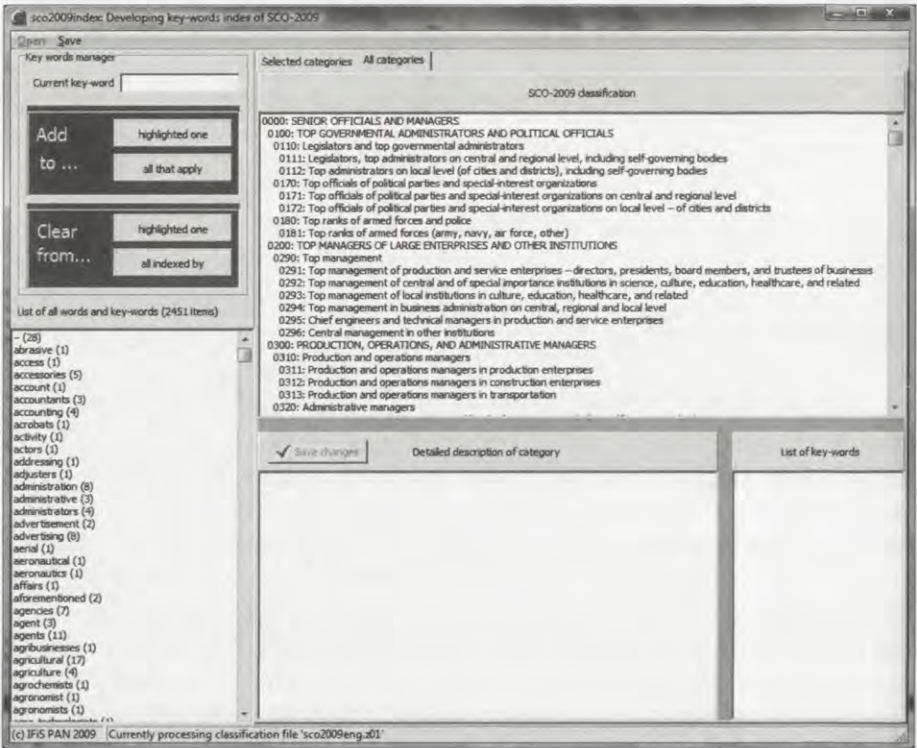 sco2009index: Developing key-words index of SCO-2009
Open Save
Key words manager
Current key-word
Add to ...
highlighted one
all that apply
Clear from...
highlighted one
all indexed by
List of all words and key-words (2451 items)
- (28)
abrasive (1)
access (1)
accessories (5)
account (1)
accountants (3)
accounting (4)
acrobats (1)
activity (1)
actors (1)
addressing (1)
adjusters (1)
administration (8)
administrative (3)
administrators (4)
advertisement (2)
advertising (8)
aerial (1)
aeronautical (1)
aeronautics (1)
affairs (1)
aforementioned (2)
agencies (7)
agent (3)
agents (11)
agribusinesses (1)
agricultural (17)
agriculture (4)
agrochemists (1)
agronomist (1)
agronomists (1)
Selected categories All categories
SCO-2009 classification
0000: SENIOR OFFICIALS AND MANAGERS
0100: TOP GOVERNMENTAL ADMINISTRATORS AND POLITICAL OFFICIALS
0110: Legislators and top governmental administrators
0111: Legislators, top administrators on central and regional level, including self-governing bodies
0112: Top administrators on local level (of cities and districts), including self-governing bodies
0170: Top officials of political parties and special-interest organizations
0171: Top officials of political parties and special-interest organizations on central and regional level
0172: Top officials of political parties and special-interest organizations on local level – of cities and districts
0180: Top ranks of armed forces and police
0181: Top ranks of armed forces (army, navy, air force, other)
0200: TOP MANAGERS OF LARGE ENTERPRISES AND OTHER INSTITUTIONS
0290: Top management
0291: Top management of production and service enterprises – directors, presidents, board members, and trustees of businesses
0292: Top management of central and of special importance institutions in science, culture, education, healthcare, and related
0293: Top management of local institutions in culture, education, healthcare, and related
0294: Top management in business administration on central, regional and local level
0295: Chief engineers and technical managers in production and service enterprises
0296: Central management in other institutions
0300: PRODUCTION, OPERATIONS, AND ADMINISTRATIVE MANAGERS
0310: Production and operations managers
0311: Production and operations managers in production enterprises
0312: Production and operations managers in construction enterprises
0313: Production and operations managers in transportation
0320: Administrative managers
Save changes
Detailed description of category
List of key-words
(c) IFiS PAN 2009 Currently processing classification file 'sco2009eng.z01'